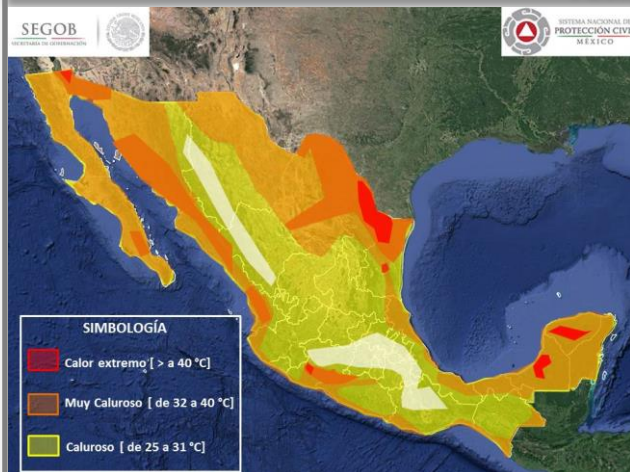 SEGOB
SECRETARÍA DE GOBERNACIÓN
SISTEMA NACIONAL DE
PROTECCIÓN CIVIL
MÉXICO
SIMBOLOGÍA
Calor extremo [ > a 40 °C]
Muy Caluroso [ de 32 a 40 °C]
Caluroso [ de 25 a 31 °C]